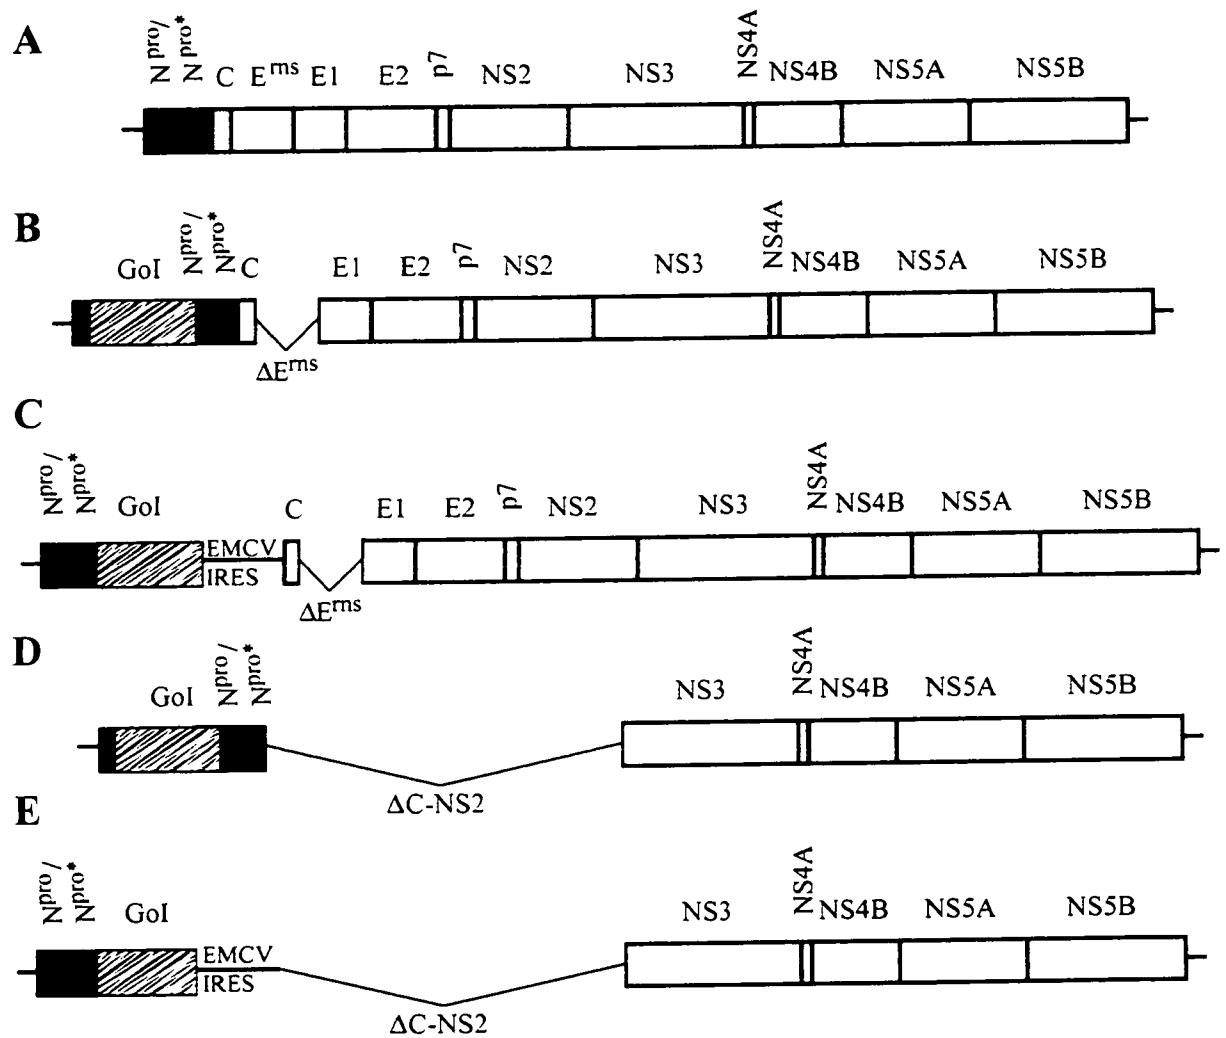 A
Npro/
Npro*
C Erns E1 E2 p7 NS2 NS3 NS4A NS4B NS5A NS5B
B
GoI Npro/
Npro* C E1 E2 p7 NS2 NS3 NS4A NS4B NS5A NS5B
ΔErns
C
Npro/
Npro* GoI C E1 E2 p7 NS2 NS3 NS4A NS4B NS5A NS5B
EMCV
IRES
ΔErns
D
GoI Npro/
Npro* NS3 NS4A NS4B NS5A NS5B
ΔC-NS2
E
Npro/
Npro* GoI NS3 NS4A NS4B NS5A NS5B
EMCV
IRES
ΔC-NS2